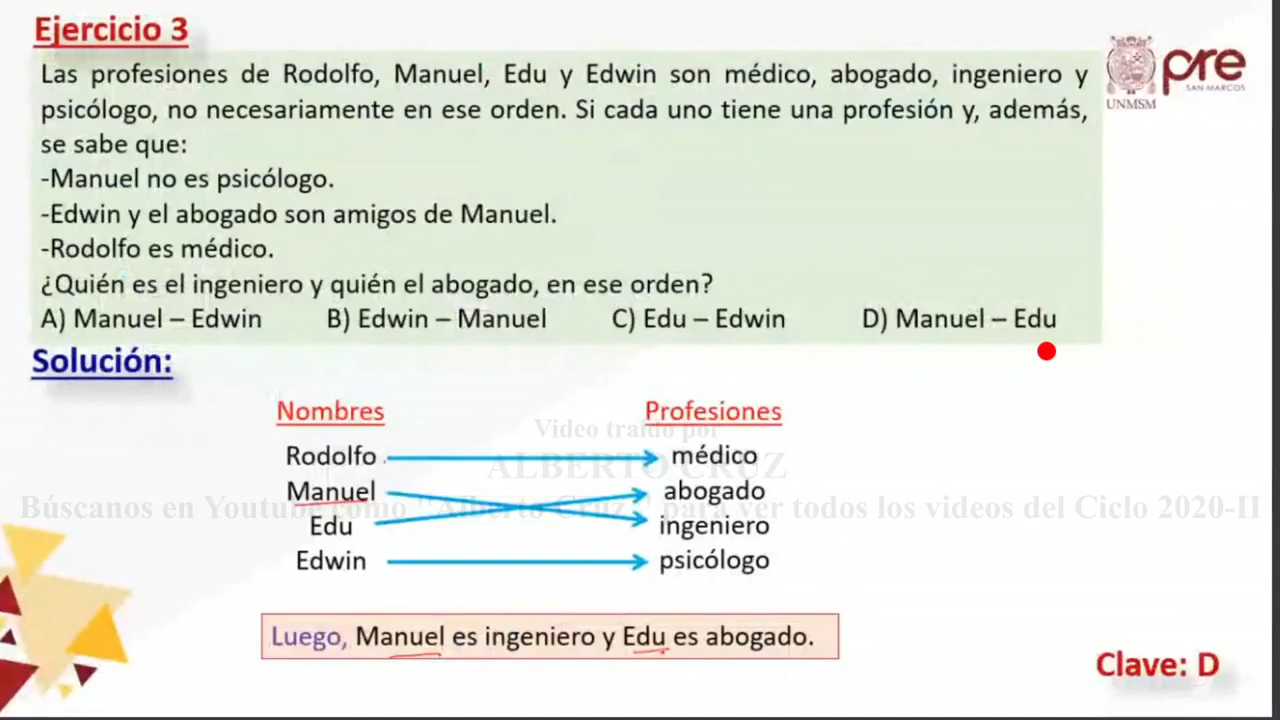 Ejercicio 3
Las profesiones de Rodolfo, Manuel, Edu y Edwin son médico, abogado, ingeniero y
psicólogo, no necesariamente en ese orden. Si cada uno tiene una profesión y, además,
se sabe que:
-Manuel no es psicólogo.
-Edwin y el abogado son amigos de Manuel.
-Rodolfo es médico.
¿Quién es el ingeniero y quién el abogado, en ese orden?
A) Manuel – Edwin B) Edwin – Manuel C) Edu – Edwin D) Manuel – Edu
pre
SAN MARCOS
UNMSM
Solución:
Nombres Profesiones
Video traído por
Rodolfo médico
ALBERTO CRUZ
Manuel abogado
Búscanos en Youtube como "Alberto Cruz" para ver todos los videos del Ciclo 2020-II
Edu ingeniero
Edwin psicólogo
Luego, Manuel es ingeniero y Edu es abogado.
Clave: D